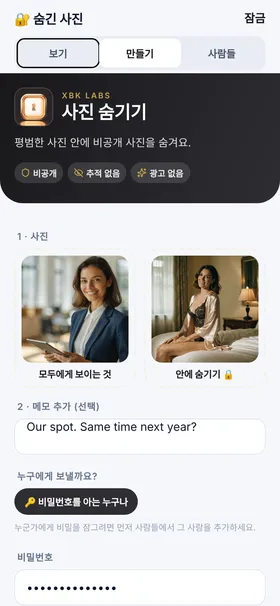 🔐 숨긴 사진
잠금
보기
만들기
사람들
XBK LABS
사진 숨기기
평범한 사진 안에 비공개 사진을 숨겨요.
비공개
추적 없음
광고 없음
1 · 사진
모두에게 보이는 것
안에 숨기기 🔒
2 · 메모 추가 (선택)
Our spot. Same time next year?
누구에게 보낼까요?
🔑 비밀번호를 아는 누구나
누군가에게 비밀을 잠그려면 먼저 사람들에서 그 사람을 추가하세요.
비밀번호
••••••••••••••